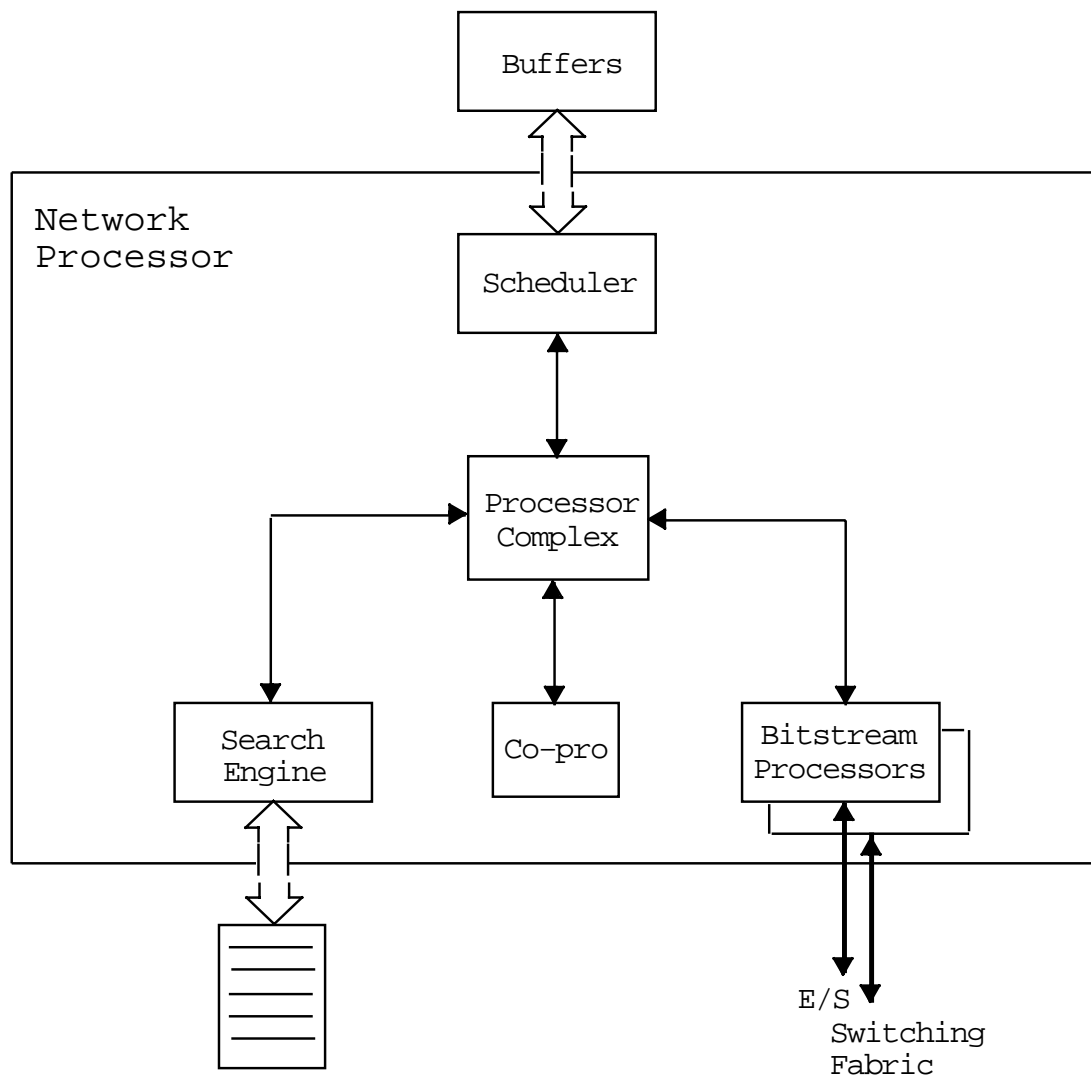 Buffers
Network
Processor
Scheduler
Processor
Complex
Search
Engine
Co-pro
Bitstream
Processors
E/S
Switching
Fabric